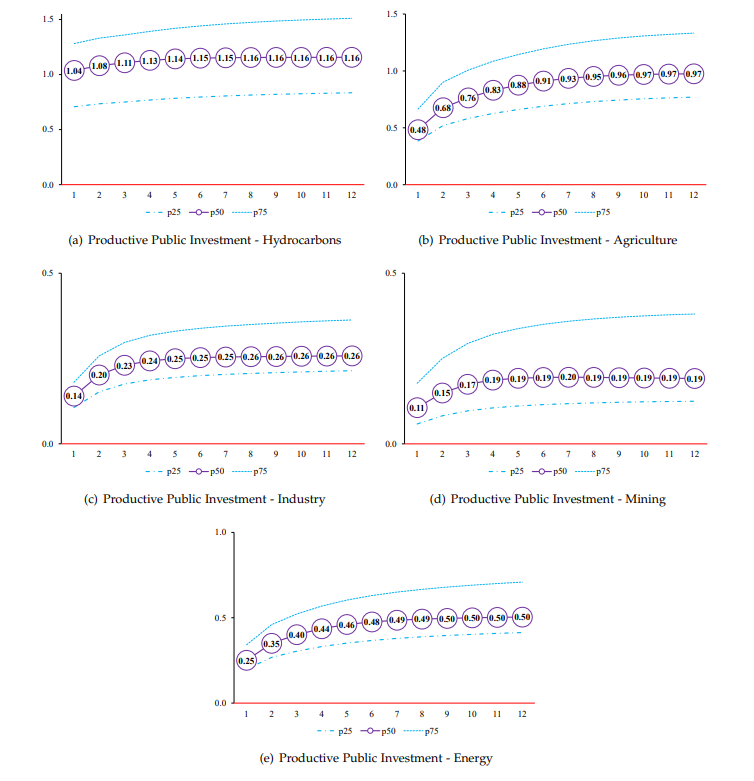 1.5
1.0
0.5
0.0
1.04 1.08 1.11 1.13 1.14 1.15 1.15 1.16 1.16 1.16 1.16 1.16
1 2 3 4 5 6 7 8 9 10 11 12
p25 p50 p75
(a) Productive Public Investment - Hydrocarbons
1.5
1.0
0.5
0.0
0.48 0.68 0.76 0.83 0.88 0.91 0.93 0.95 0.96 0.97 0.97 0.97
1 2 3 4 5 6 7 8 9 10 11 12
p25 p50 p75
(b) Productive Public Investment - Agriculture
0.5
0.0
0.14 0.20 0.23 0.24 0.25 0.25 0.25 0.26 0.26 0.26 0.26 0.26
1 2 3 4 5 6 7 8 9 10 11 12
p25 p50 p75
(c) Productive Public Investment - Industry
0.5
0.0
0.11 0.15 0.17 0.19 0.19 0.19 0.20 0.19 0.19 0.19 0.19 0.19
1 2 3 4 5 6 7 8 9 10 11 12
p25 p50 p75
(d) Productive Public Investment - Mining
1.0
0.5
0.0
0.25 0.35 0.40 0.44 0.46 0.48 0.49 0.49 0.50 0.50 0.50 0.50
1 2 3 4 5 6 7 8 9 10 11 12
p25 p50 p75
(e) Productive Public Investment - Energy